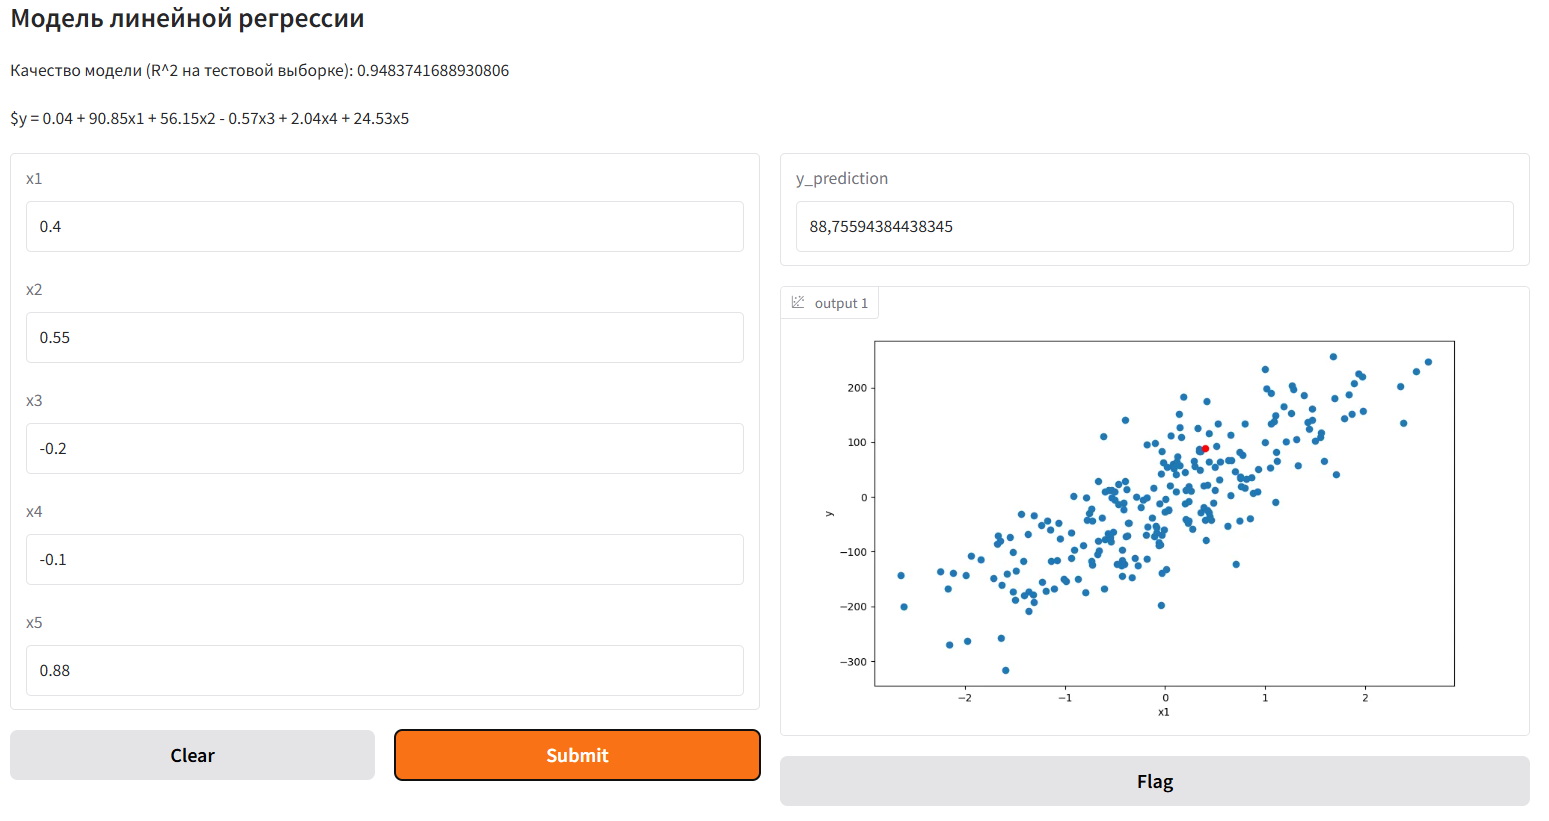 Модель линейной регрессии
Качество модели (R^2 на тестовой выборке): 0.9483741688930806
$y = 0.04 + 90.85x1 + 56.15x2 - 0.57x3 + 2.04x4 + 24.53x5
x1
0.4
x2
0.55
x3
-0.2
x4
-0.1
x5
0.88
Clear
Submit
y_prediction
88,75594384438345
output 1
200
100
0
−100
−200
−300
y
−2
−1
0
1
2
x1
Flag